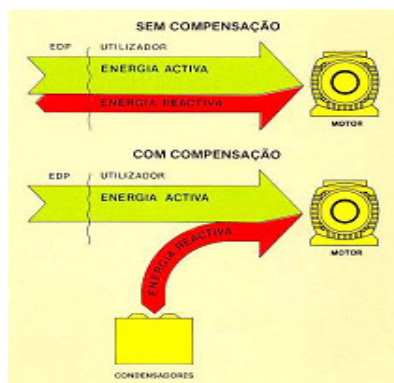 SEM COMPENSAÇÃO
EDP UTILIZADOR
ENERGIA ACTIVA
ENERGIA REACTIVA
MOTOR
COM COMPENSAÇÃO
EDP UTILIZADOR
ENERGIA ACTIVA
ENERGIA REACTIVA
MOTOR
CONDENSADORES